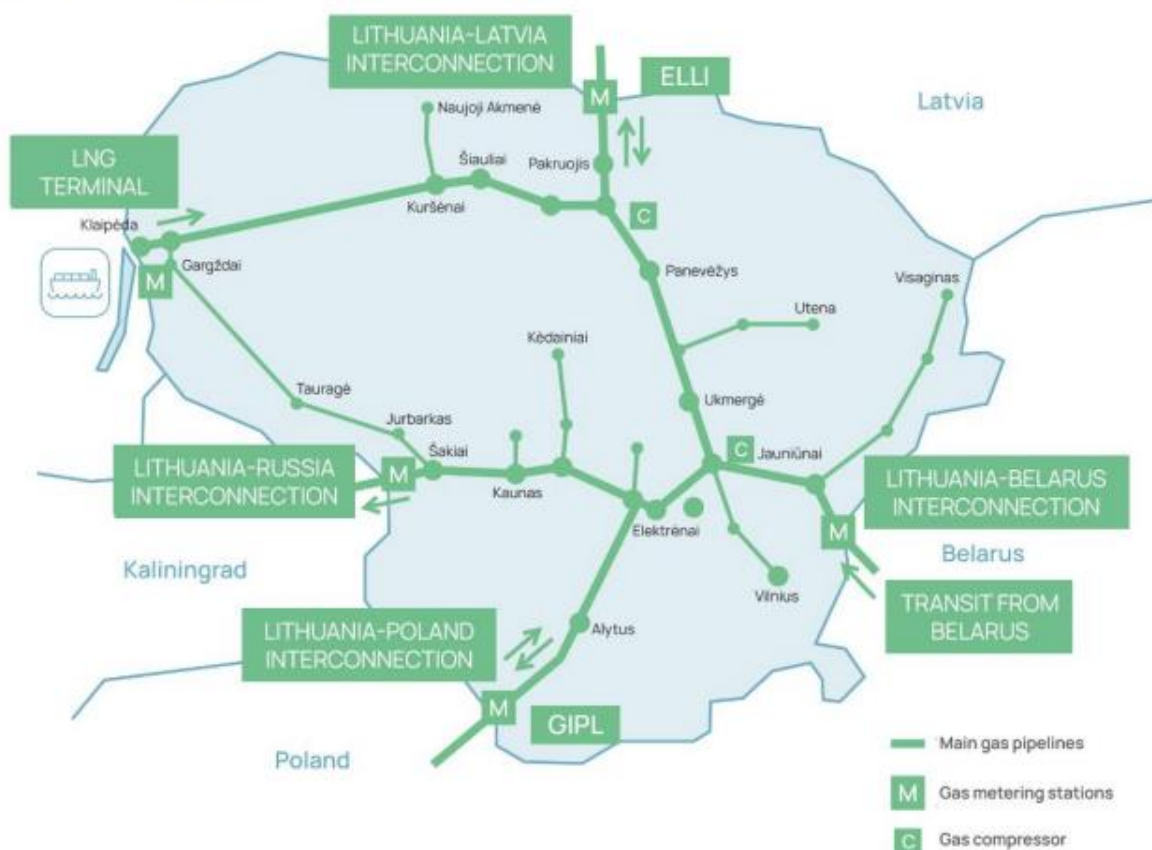 LITHUANIA-LATVIA
INTERCONNECTION
ELLI
M
Latvia
Naujoji Akmenė
LNG
TERMINAL
Šiauliai
Pakruojis
Kuršėnai
C
Klaipėda
Gargždai
M
Panevėžys
Visaginas
Utena
Kėdainiai
Tauragė
Ukmergė
Jurbarkas
Šakiai
C
Jauniūnai
LITHUANIA-RUSSIA
INTERCONNECTION
M
Kaunas
LITHUANIA-BELARUS
INTERCONNECTION
Elektrėnai
M
Belarus
Kaliningrad
Vilnius
TRANSIT FROM
BELARUS
LITHUANIA-POLAND
INTERCONNECTION
Alytus
M
GIPL
Poland
Main gas pipelines
M Gas metering stations
C Gas compressor